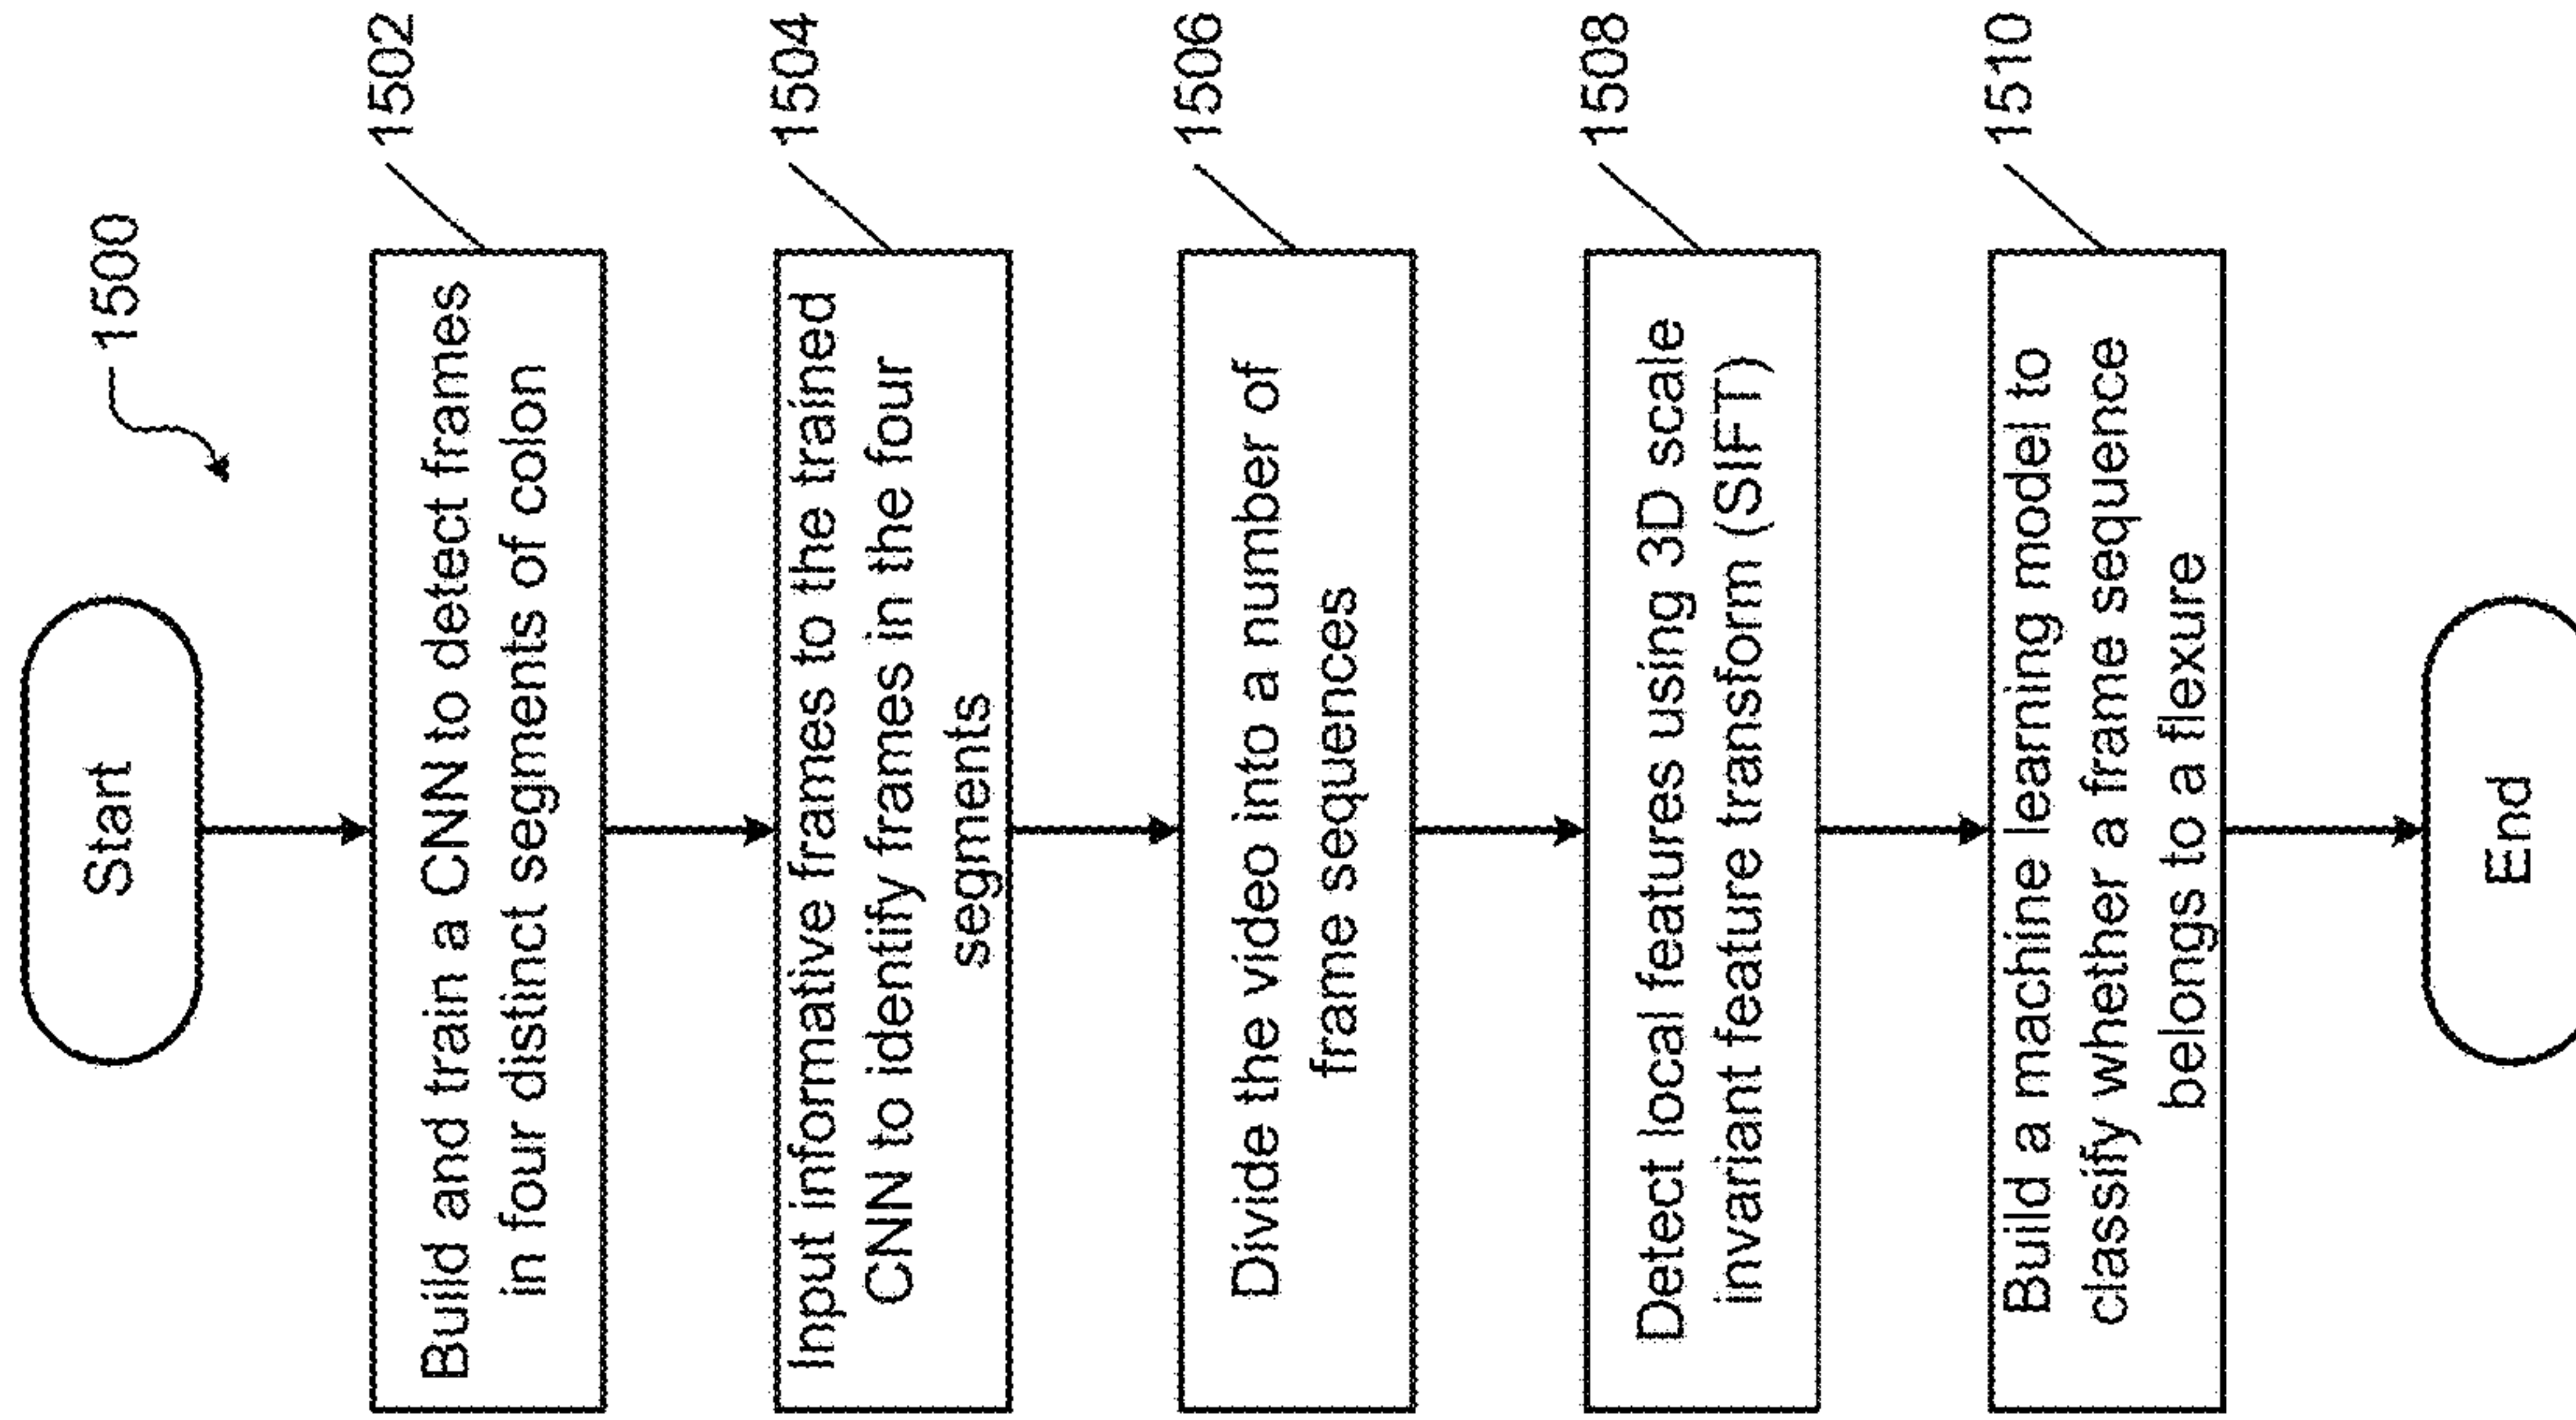 1500
Start
1502
Build and train a CNN to detect frames
in four distinct segments of colon
1504
Input informative frames to the trained
CNN to identify frames in the four
segments
1506
Divide the video into a number of
frame sequences
1508
Detect local features using 3D scale
invariant feature transform (SIFT)
1510
Build a machine learning model to
classify whether a frame sequence
belongs to a flexure
End